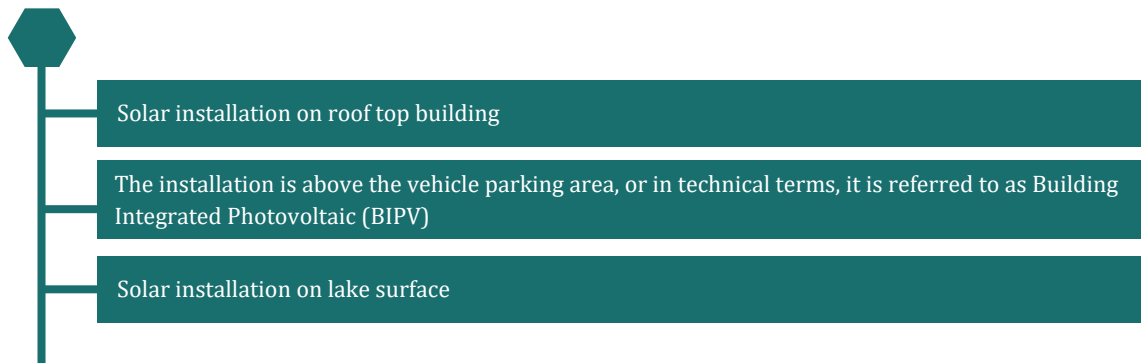 Solar installation on roof top building
The installation is above the vehicle parking area, or in technical terms, it is referred to as Building
Integrated Photovoltaic (BIPV)
Solar installation on lake surface